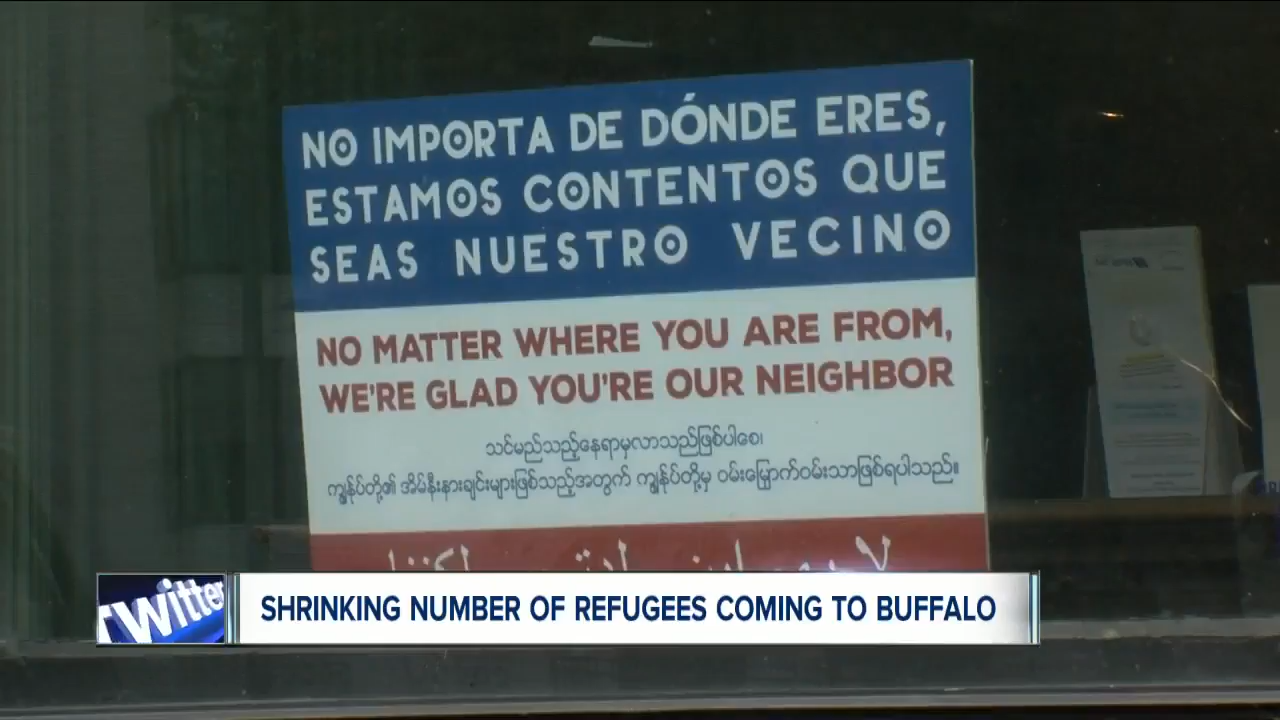 NO IMPORTA DE DÓNDE ERES,
ESTAMOS CONTENTOS QUE
SEAS NUESTRO VECINO
NO MATTER WHERE YOU ARE FROM,
WE'RE GLAD YOU'RE OUR NEIGHBOR
သင်မည်သည့်နေရာမှလာသည်ဖြစ်ပါစေ၊
ကျွန်ုပ်တို့၏ အိမ်နီးနားချင်းများဖြစ်သည့်အတွက် ကျွန်ုပ်တို့မှ ဝမ်းမြောက်ဝမ်းသာဖြစ်ရပါသည်။
Twitter
SHRINKING NUMBER OF REFUGEES COMING TO BUFFALO